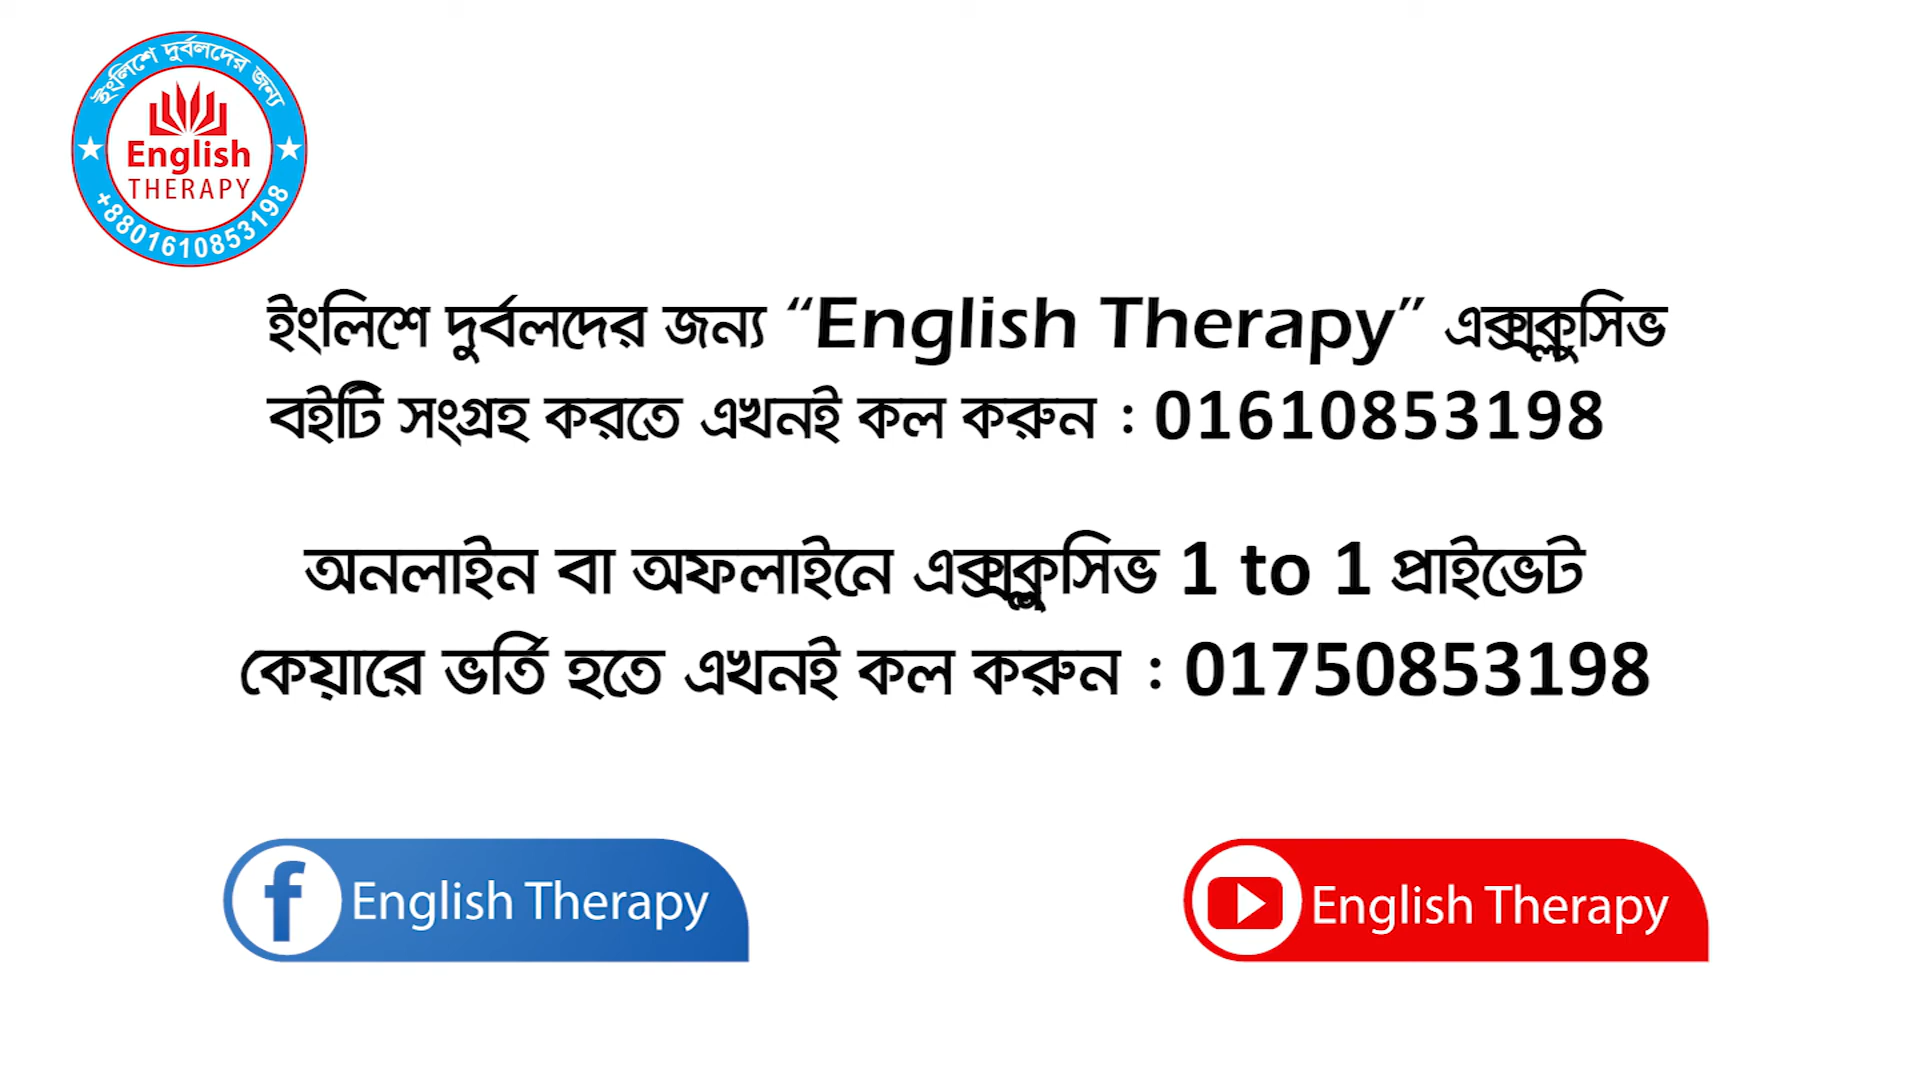 ইংলিশে দুর্বলদের জন্য
English
THERAPY
+8801610853198
ইংলিশে দুর্বলদের জন্য “English Therapy” এক্সক্লুসিভ
বইটি সংগ্রহ করতে এখনই কল করুন : 01610853198
অনলাইন বা অফলাইনে এক্সক্লুসিভ 1 to 1 প্রাইভেট
কেয়ারে ভর্তি হতে এখনই কল করুন : 01750853198
English Therapy
English Therapy